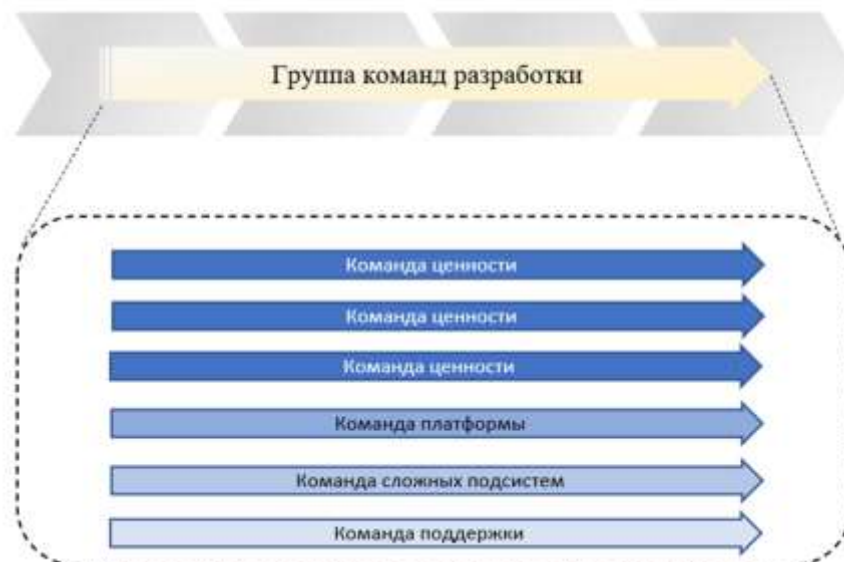 Группа команд разработки
Команда ценности
Команда ценности
Команда ценности
Команда платформы
Команда сложных подсистем
Команда поддержки